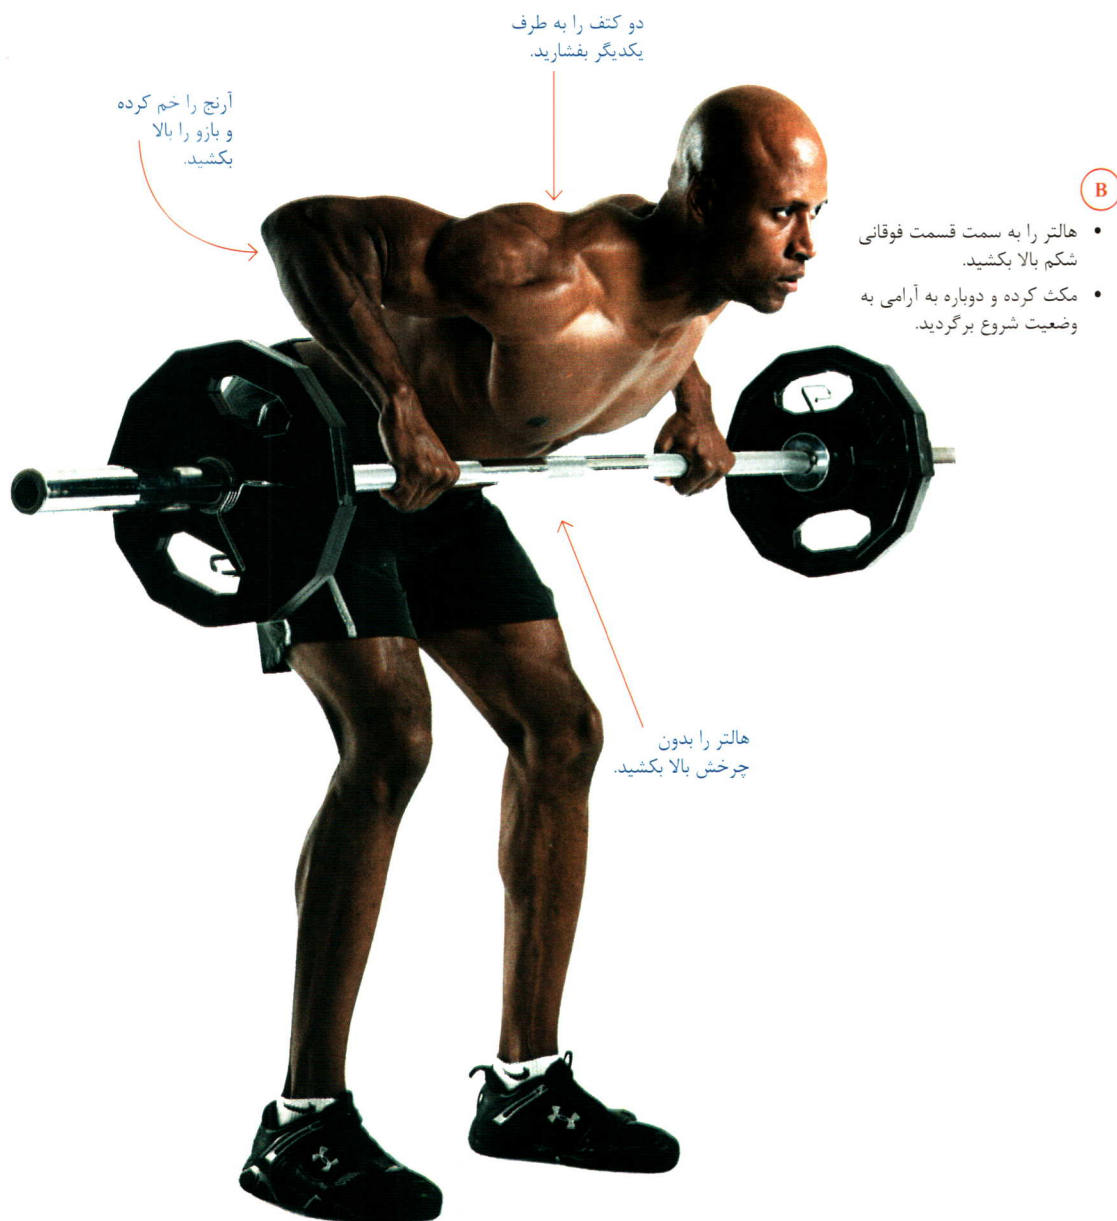 دو کتف را به طرف
یکدیگر بفشارید.
آرنج را خم کرده
و بازو را بالا
بکشید.
B
• هالتر را به سمت قسمت فوقانی
شکم بالا بکشید.
• مکث کرده و دوباره به آرامی به
وضعیت شروع برگردید.
هالتر را بدون
چرخش بالا بکشید.